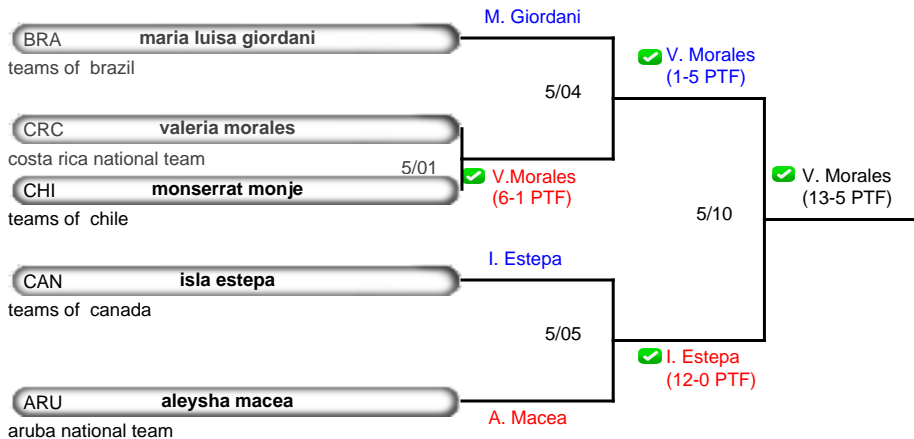 M. Giordani
BRA maria luisa giordani
teams of brazil
V. Morales
(1-5 PTF)
5/04
CRC valeria morales
costa rica national team
5/01
V.Morales
(6-1 PTF)
CHI monserrat monje
teams of chile
V. Morales
(13-5 PTF)
5/10
I. Estepa
CAN isla estepa
teams of canada
5/05
I. Estepa
(12-0 PTF)
ARU aleysha macea
A. Macea
aruba national team